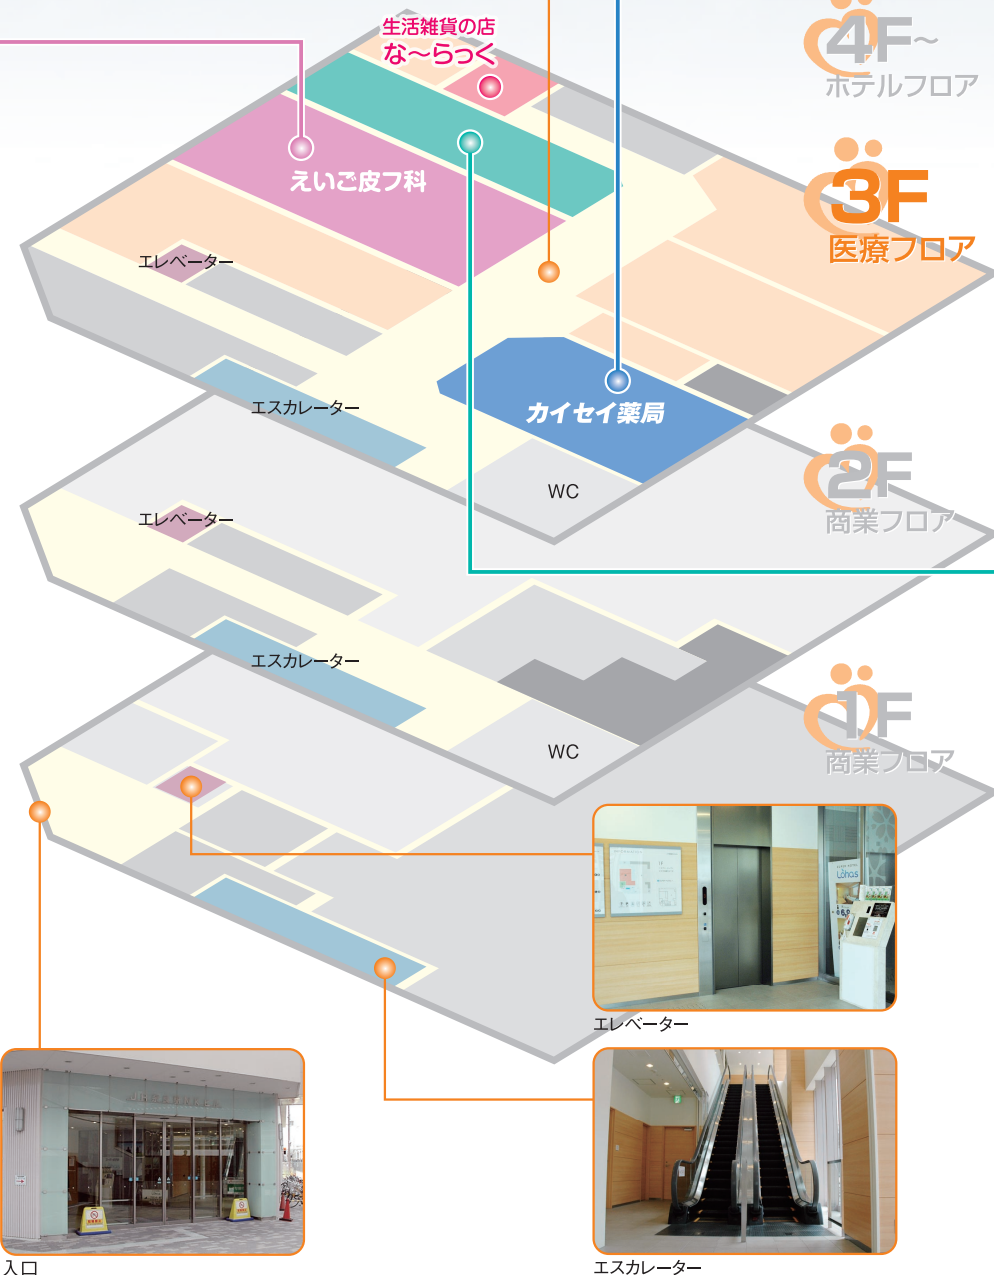 生活雑貨の店
な～らっく
4F～
ホテルフロア
えいご皮フ科
3F
医療フロア
エレベーター
エスカレーター
カイセイ薬局
WC
2F
商業フロア
エレベーター
エスカレーター
WC
1F
商業フロア
Lohas
エレベーター
入口
エスカレーター